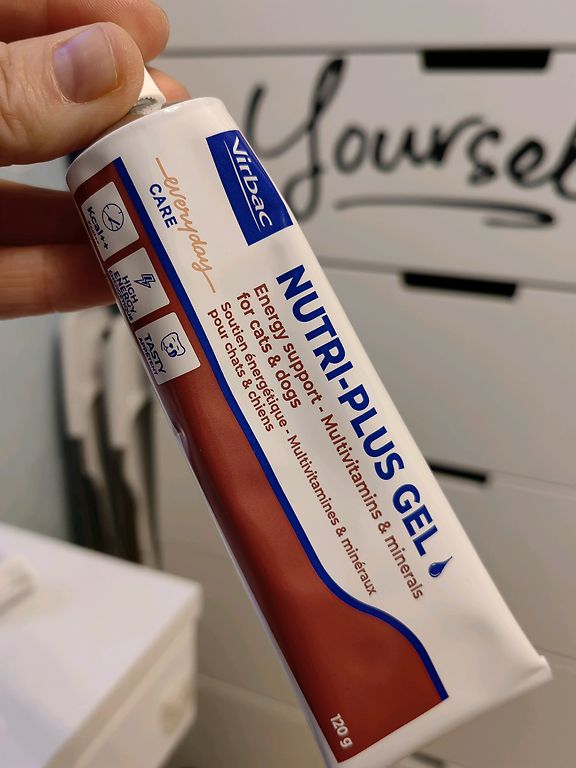 Yoursel
Virbac
everyday
CARE
Kcal++
HIGH
ENERGY
TASTY
NUTRI-PLUS GEL
Energy support - Multivitamins & minerals
for cats & dogs
Soutien énergétique - Multivitamines & minéraux
pour chats & chiens
120 g